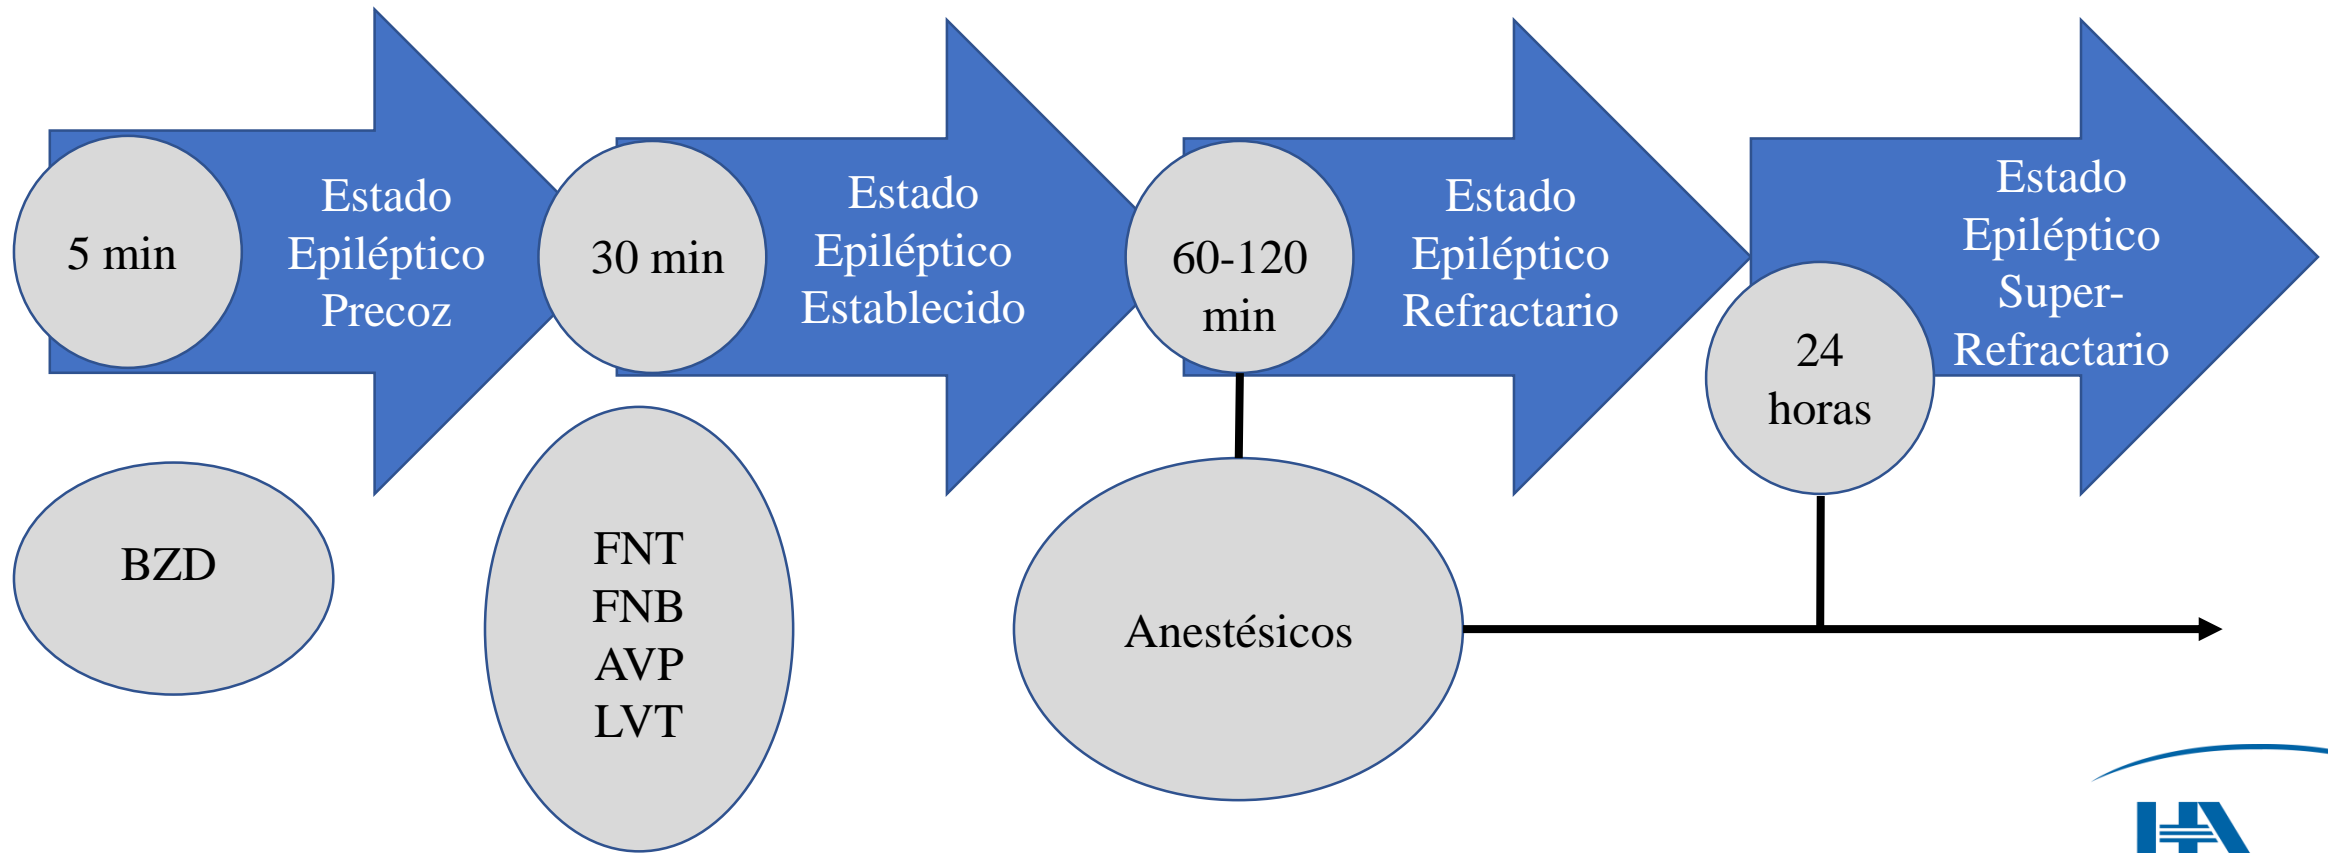 5 min
Estado
Epiléptico
Precoz
30 min
Estado
Epiléptico
Establecido
60-120
min
Estado
Epiléptico
Refractario
24
horas
Estado
Epiléptico
Super-
Refractario
BZD
FNT
FNB
AVP
LVT
Anestésicos
HA